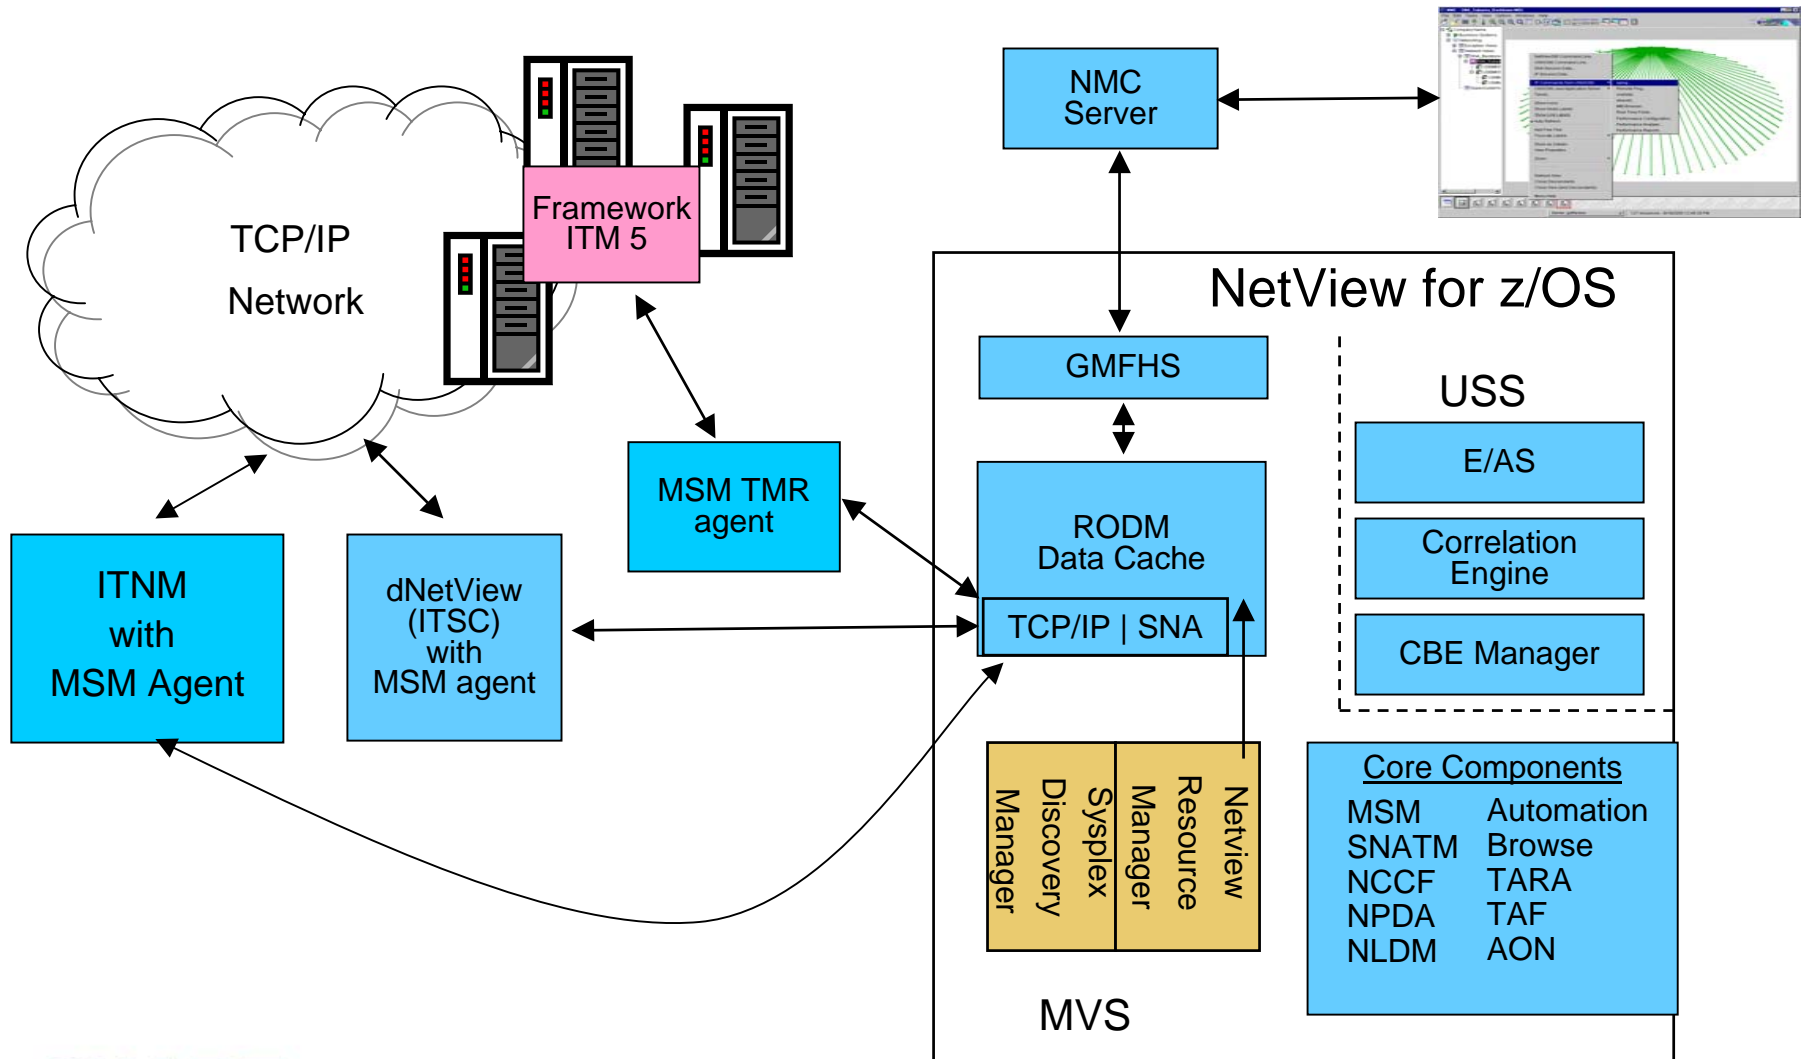 NMC
Server
Framework
ITM 5
TCP/IP
Network
NetView for z/OS
GMFHS
USS
E/AS
MSM TMR
agent
RODM
Data Cache
Correlation
Engine
ITNM
with
MSM Agent
dNetView
(ITSC)
with
MSM agent
TCP/IP | SNA
CBE Manager
Netview
Resource
Manager
Sysplex
Discovery
Manager
Core Components
MSM
SNATM
NCCF
NPDA
NLDM
Automation
Browse
TARA
TAF
AON
MVS